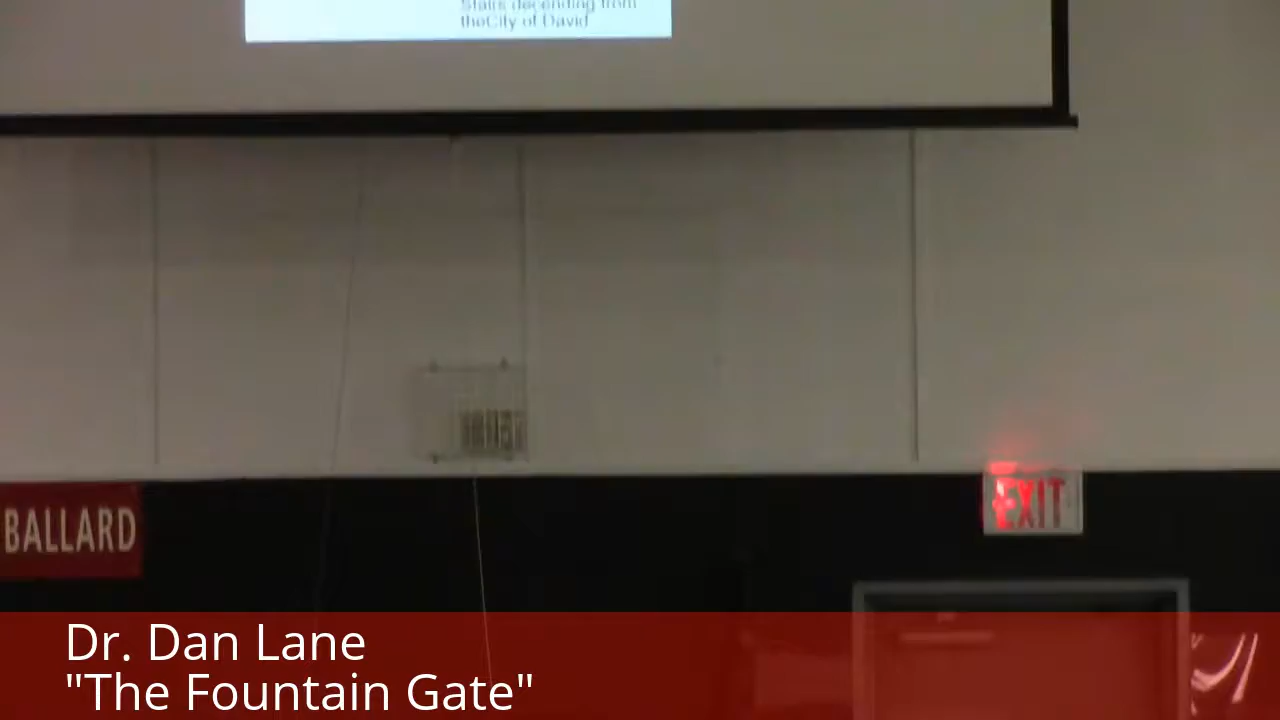 Stairs decending from
theCity of David
BALLARD
EXIT
Dr. Dan Lane
"The Fountain Gate"